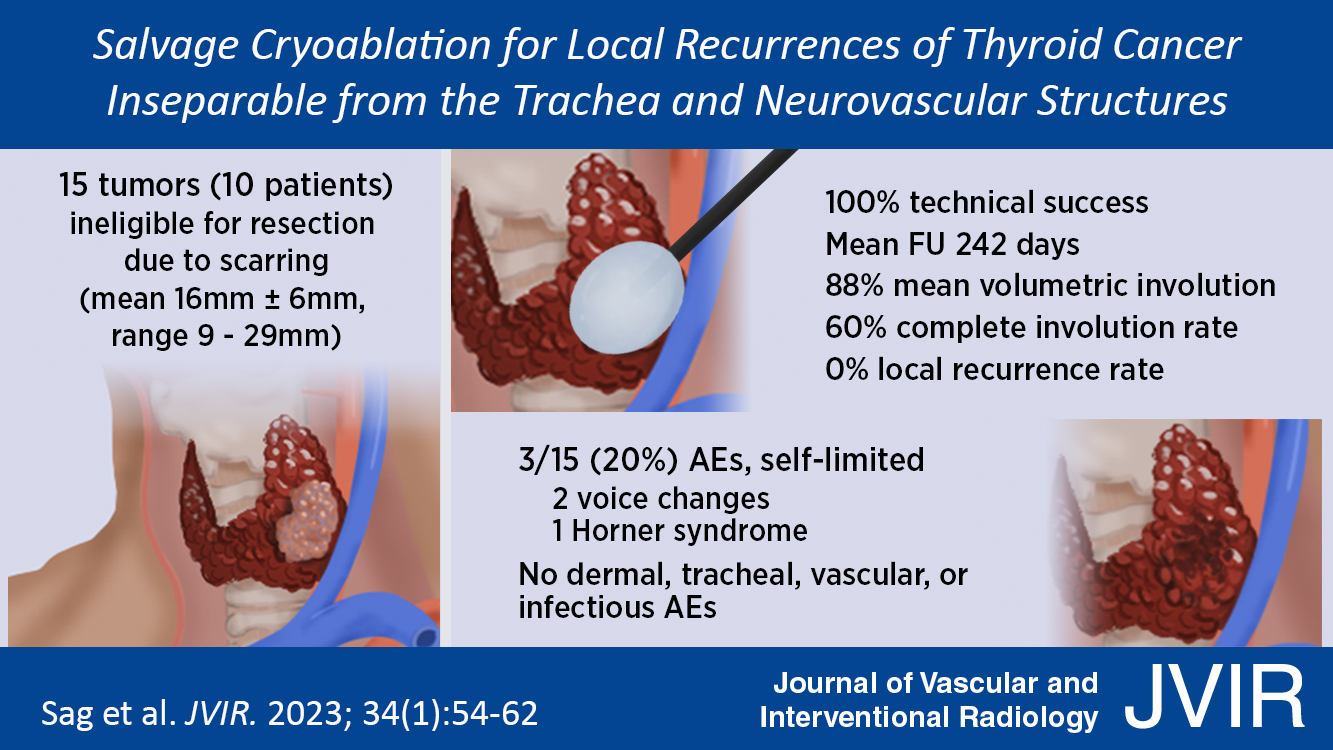 Salvage Cryoablation for Local Recurrences of Thyroid Cancer
Inseparable from the Trachea and Neurovascular Structures
15 tumors (10 patients)
ineligible for resection
due to scarring
(mean 16mm ± 6mm,
range 9 - 29mm)
100% technical success
Mean FU 242 days
88% mean volumetric involution
60% complete involution rate
0% local recurrence rate
3/15 (20%) AEs, self-limited
2 voice changes
1 Horner syndrome
No dermal, tracheal, vascular, or
infectious AEs
Sag et al. JVIR. 2023; 34(1):54-62
Journal of Vascular and
Interventional Radiology
JVIR